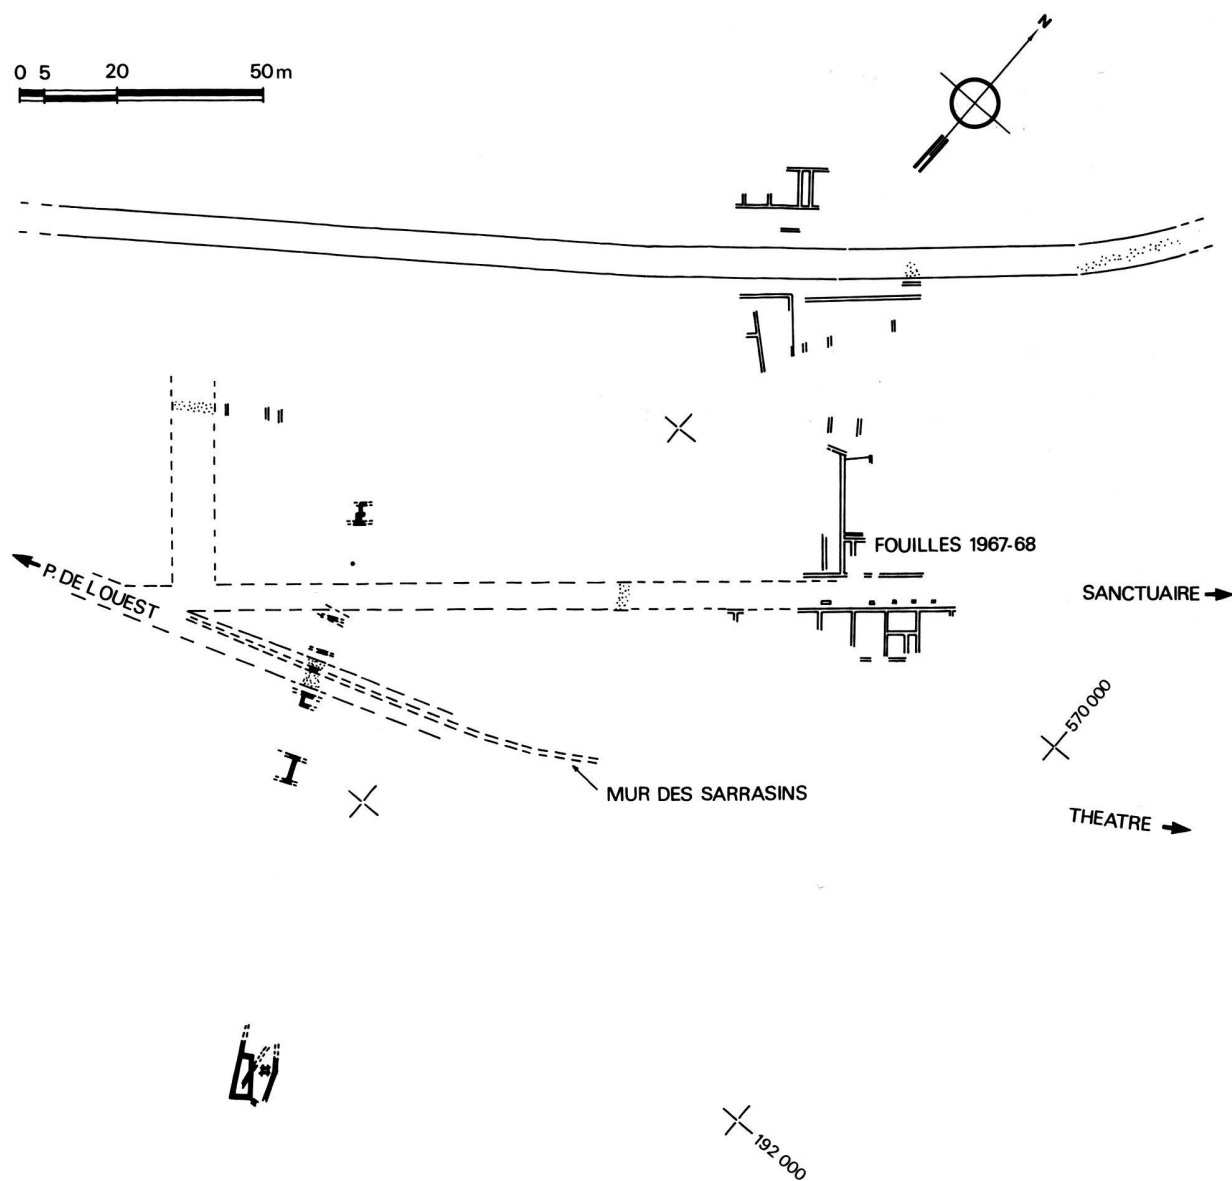 N
0 5 20 50m
FOUILLES 1967-68
P. DE L OUEST
SANCTUAIRE
570 000
MUR DES SARRASINS
THEATRE
192 000